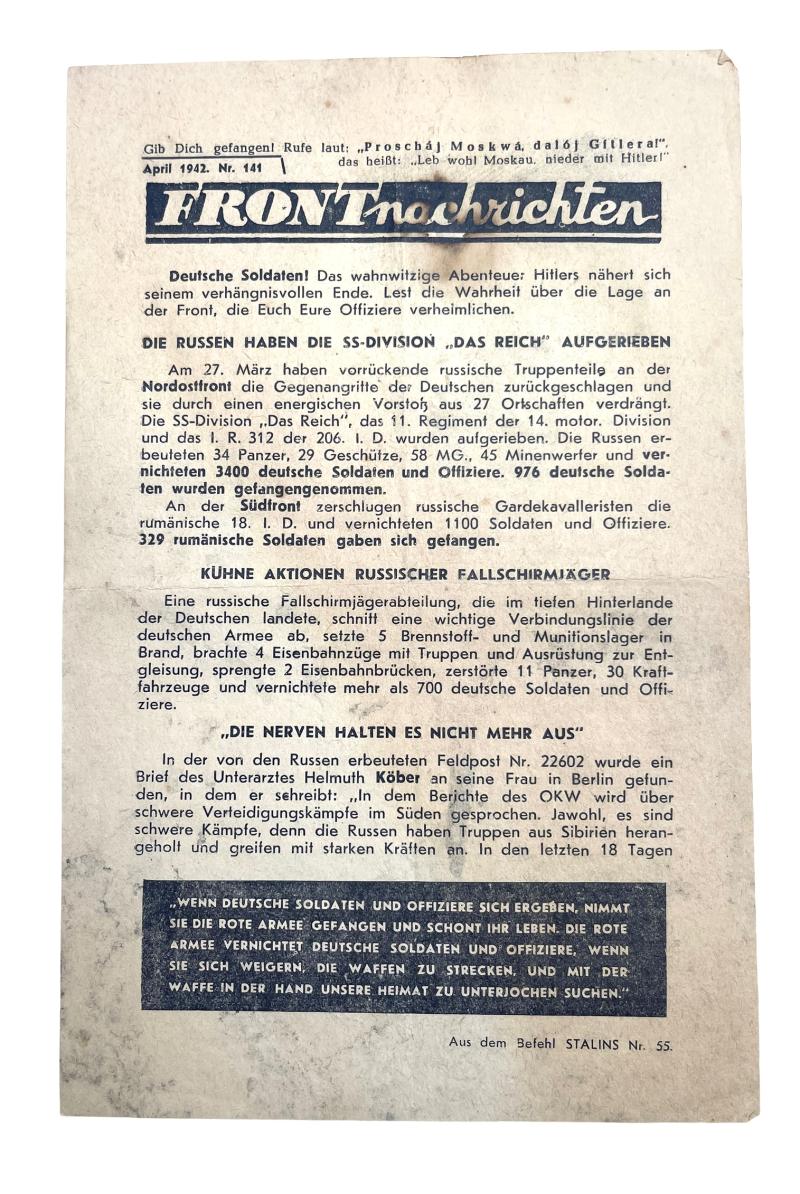 Gib Dich gefangen! Rufe laut: „Proscháj Moskwá, dalój Gitlera!",
das heißt: „Leb wohl Moskau, nieder mit Hitler!"
April 1942. Nr. 141
FRONTnachrichten
Deutsche Soldaten! Das wahnwitzige Abenteuer Hitlers nähert sich
seinem verhängnisvollen Ende. Lest die Wahrheit über die Lage an
der Front, die Euch Eure Offiziere verheimlichen.
DIE RUSSEN HABEN DIE SS-DIVISION „DAS REICH" AUFGERIEBEN
Am 27. März haben vorrückende russische Truppenteile an der
Nordostfront die Gegenangriffe der Deutschen zurückgeschlagen und
sie durch einen energischen Vorstoß aus 27 Ortschaften verdrängt.
Die SS-Division „Das Reich", das 11. Regiment der 14. motor. Division
und das I. R. 312 der 206. I. D. wurden aufgerieben. Die Russen er-
beuteten 34 Panzer, 29 Geschütze, 58 MG., 45 Minenwerfer und ver-
nichteten 3400 deutsche Soldaten und Offiziere. 976 deutsche Solda-
ten wurden gefangengenommen.
An der Südfront zerschlugen russische Gardekavalleristen die
rumänische 18. I. D. und vernichteten 1100 Soldaten und Offiziere.
329 rumänische Soldaten gaben sich gefangen.
KÜHNE AKTIONEN RUSSISCHER FALLSCHIRMJÄGER
Eine russische Fallschirmjägerabteilung, die im tiefen Hinterlande
der Deutschen landete, schnitt eine wichtige Verbindungslinie der
deutschen Armee ab, setzte 5 Brennstoff- und Munitionslager in
Brand, brachte 4 Eisenbahnzüge mit Truppen und Ausrüstung zur Ent-
gleisung, sprengte 2 Eisenbahnbrücken, zerstörte 11 Panzer, 30 Kraft-
fahrzeuge und vernichtete mehr als 700 deutsche Soldaten und Offi-
ziere.
„DIE NERVEN HALTEN ES NICHT MEHR AUS"
In der von den Russen erbeuteten Feldpost Nr. 22602 wurde ein
Brief des Unterarztes Helmuth Köber an seine Frau in Berlin gefun-
den, in dem er schreibt: „In dem Berichte des OKW wird über
schwere Verteidigungskämpfe im Süden gesprochen. Jawohl, es sind
schwere Kämpfe, denn die Russen haben Truppen aus Sibirien heran-
geholt und greifen mit starken Kräften an. In den letzten 18 Tagen
„WENN DEUTSCHE SOLDATEN UND OFFIZIERE SICH ERGEBEN, NIMMT
SIE DIE ROTE ARMEE GEFANGEN UND SCHONT IHR LEBEN. DIE ROTE
ARMEE VERNICHTET DEUTSCHE SOLDATEN UND OFFIZIERE, WENN
SIE SICH WEIGERN, DIE WAFFEN ZU STRECKEN, UND MIT DER
WAFFE IN DER HAND UNSERE HEIMAT ZU UNTERJOCHEN SUCHEN."
Aus dem Befehl STALINS Nr. 55.